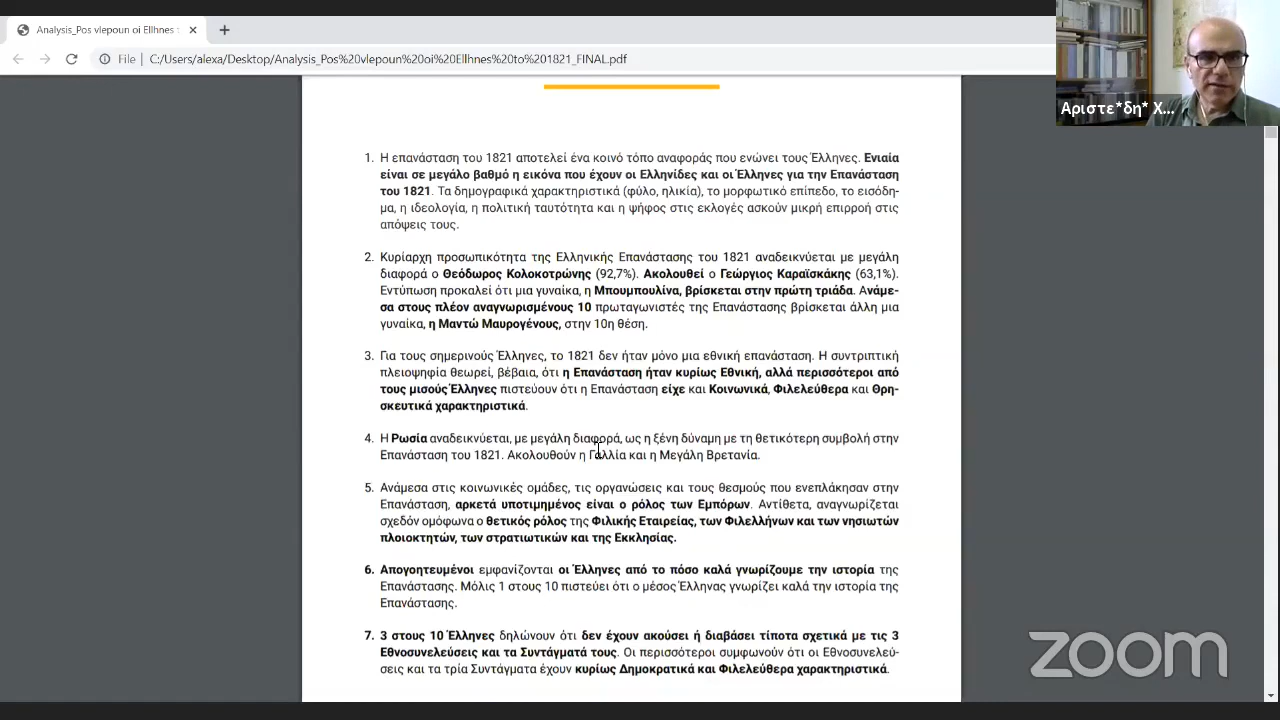 Analysis_Pos vlepoun oi Ellhnes t
File | C:/Users/alexa/Desktop/Analysis_Pos%20vlepoun%20oi%20Ellhnes%20to%201821_FINAL.pdf
Αριστε*δη* Χ...
1. Η επανάσταση του 1821 αποτελεί ένα κοινό τόπο αναφοράς που ενώνει τους Έλληνες. Ενιαία
είναι σε μεγάλο βαθμό η εικόνα που έχουν οι Ελληνίδες και οι Έλληνες για την Επανάσταση
του 1821. Τα δημογραφικά χαρακτηριστικά (φύλο, ηλικία), το μορφωτικό επίπεδο, το εισόδη-
μα, η ιδεολογία, η πολιτική ταυτότητα και η ψήφος στις εκλογές ασκούν μικρή επιρροή στις
απόψεις τους.
2. Κυρίαρχη προσωπικότητα της Ελληνικής Επανάστασης του 1821 αναδεικνύεται με μεγάλη
διαφορά ο Θεόδωρος Κολοκοτρώνης (92,7%). Ακολουθεί ο Γεώργιος Καραϊσκάκης (63,1%).
Εντύπωση προκαλεί ότι μια γυναίκα, η Μπουμπουλίνα, βρίσκεται στην πρώτη τριάδα. Ανάμε-
σα στους πλέον αναγνωρισμένους 10 πρωταγωνιστές της Επανάστασης βρίσκεται άλλη μια
γυναίκα, η Μαντώ Μαυρογένους, στην 10η θέση.
3. Για τους σημερινούς Έλληνες, το 1821 δεν ήταν μόνο μια εθνική επανάσταση. Η συντριπτική
πλειοψηφία θεωρεί, βέβαια, ότι η Επανάσταση ήταν κυρίως Εθνική, αλλά περισσότεροι από
τους μισούς Έλληνες πιστεύουν ότι η Επανάσταση είχε και Κοινωνικά, Φιλελεύθερα και Θρη-
σκευτικά χαρακτηριστικά.
4. Η Ρωσία αναδεικνύεται, με μεγάλη διαφορά, ως η ξένη δύναμη με τη θετικότερη συμβολή στην
Επανάσταση του 1821. Ακολουθούν η Γαλλία και η Μεγάλη Βρετανία.
5. Ανάμεσα στις κοινωνικές ομάδες, τις οργανώσεις και τους θεσμούς που ενεπλάκησαν στην
Επανάσταση, αρκετά υποτιμημένος είναι ο ρόλος των Εμπόρων. Αντίθετα, αναγνωρίζεται
σχεδόν ομόφωνα ο θετικός ρόλος της Φιλικής Εταιρείας, των Φιλελλήνων και των νησιωτών
πλοιοκτητών, των στρατιωτικών και της Εκκλησίας.
6. Απογοητευμένοι εμφανίζονται οι Έλληνες από το πόσο καλά γνωρίζουμε την ιστορία της
Επανάστασης. Μόλις 1 στους 10 πιστεύει ότι ο μέσος Έλληνας γνωρίζει καλά την ιστορία της
Επανάστασης.
7. 3 στους 10 Έλληνες δηλώνουν ότι δεν έχουν ακούσει ή διαβάσει τίποτα σχετικά με τις 3
Εθνοσυνελεύσεις και τα Συντάγματά τους. Οι περισσότεροι συμφωνούν ότι οι Εθνοσυνελεύ-
σεις και τα τρία Συντάγματα έχουν κυρίως Δημοκρατικά και Φιλελεύθερα χαρακτηριστικά.
zoom